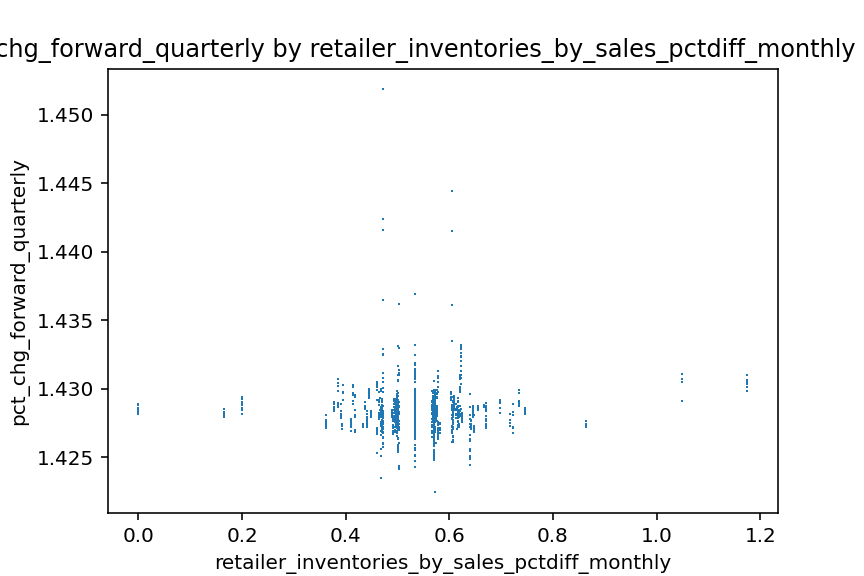 chg_forward_quarterly by retailer_inventories_by_sales_pctdiff_monthly
1.450
1.445
1.440
1.435
1.430
1.425
pct_chg_forward_quarterly
0.0 0.2 0.4 0.6 0.8 1.0 1.2
retailer_inventories_by_sales_pctdiff_monthly